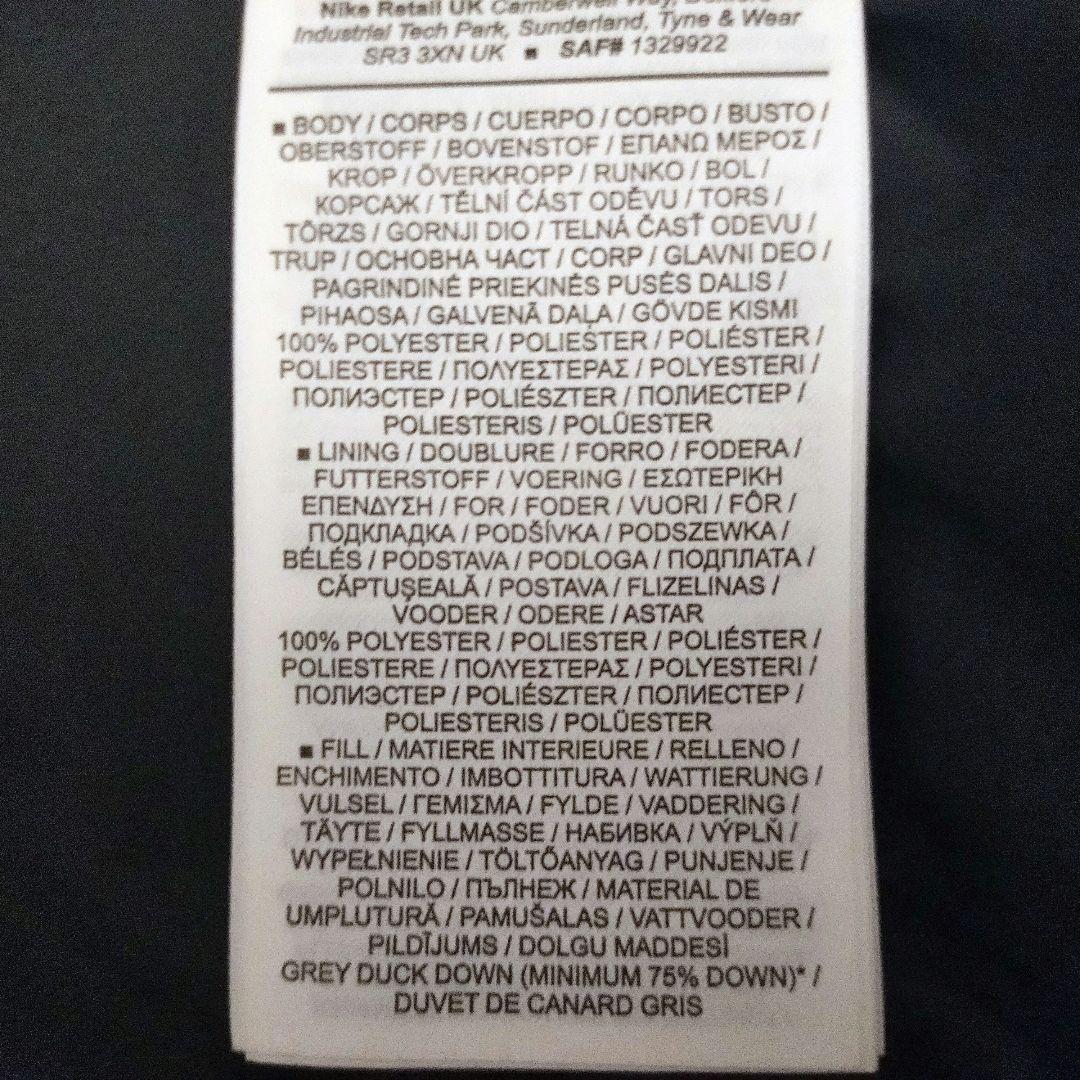 Nike Retail UK Camberwell Way,
Industrial Tech Park, Sunderland, Tyne & Wear
SR3 3XN UK ■ SAF# 1329922
■ BODY / CORPS / CUERPO / CORPO / BUSTO /
OBERSTOFF / BOVENSTOF / ΕΠΑΝΩ ΜΕΡΟΣ /
KROP / ÖVERKROPP / RUNKO / BOL /
КОРСАЖ / TĚLNÍ ČÁST ODĚVU / TORS /
TÖRZS / GORNJI DIO / TELNÁ ČASŤ ODEVU /
TRUP / ОСНОВНА ЧАСТ / CORP / GLAVNI DEO /
PAGRINDINĖ PRIEKINĖS PUSĖS DALIS /
PIHAOSA / GALVENĀ DAĻA / GÖVDE KISMI
100% POLYESTER / POLIESTER / POLIÉSTER /
POLIESTERE / ΠΟΛΥΕΣΤΕΡΑΣ / POLYESTERI /
ПОЛИЭСТЕР / POLIÉSZTER / ПОЛИЕСТЕР /
POLIESTERIS / POLÜESTER
■ LINING / DOUBLURE / FORRO / FODERA /
FUTTERSTOFF / VOERING / ΕΣΩΤΕΡΙΚΗ
ΕΠΕΝΔΥΣΗ / FOR / FODER / VUORI / FÔR /
ПОДКЛАДКА / PODŠÍVKA / PODSZEWKA /
BÉLÉS / PODSTAVA / PODLOGA / ПОДПЛАТА /
CĂPTUŞEALĂ / POSTAVA / FLIZELINAS /
VOODER / ODERE / ASTAR
100% POLYESTER / POLIESTER / POLIÉSTER /
POLIESTERE / ΠΟΛΥΕΣΤΕΡΑΣ / POLYESTERI /
ПОЛИЭСТЕР / POLIÉSZTER / ПОЛИЕСТЕР /
POLIESTERIS / POLÜESTER
■ FILL / MATIERE INTERIEURE / RELLENO /
ENCHIMENTO / IMBOTTITURA / WATTIERUNG /
VULSEL / ΓΕΜΙΣΜΑ / FYLDE / VADDERING /
TÄYTE / FYLLMASSE / НАБИВКА / VÝPLŇ /
WYPEŁNIENIE / TÖLTŐANYAG / PUNJENJE /
POLNILO / ПЪЛНЕЖ / MATERIAL DE
UMPLUTURĂ / PAMUŠALAS / VATTVOODER /
PILDĪJUMS / DOLGU MADDESİ
GREY DUCK DOWN (MINIMUM 75% DOWN)* /
DUVET DE CANARD GRIS